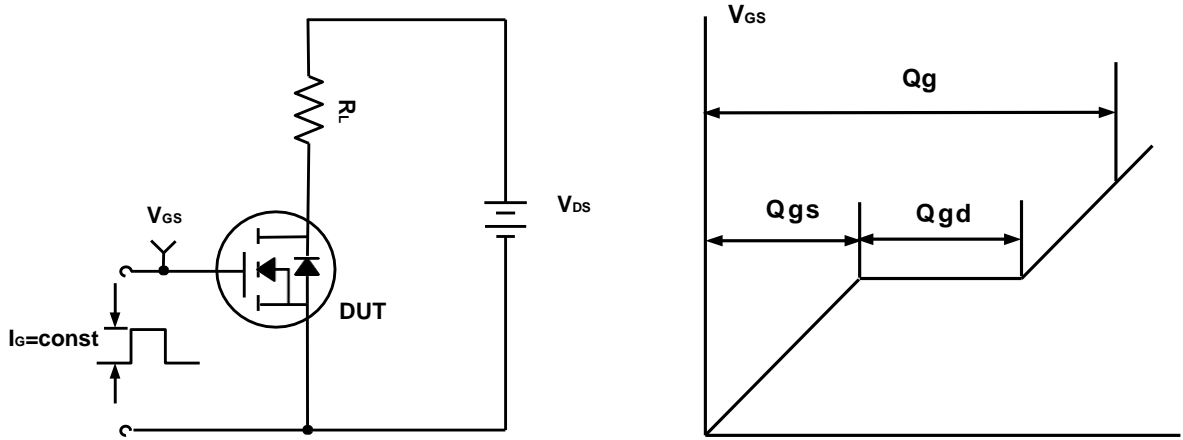 RL
VDS
VGS
DUT
IG=const
VGS
Qg
Qgs
Qgd